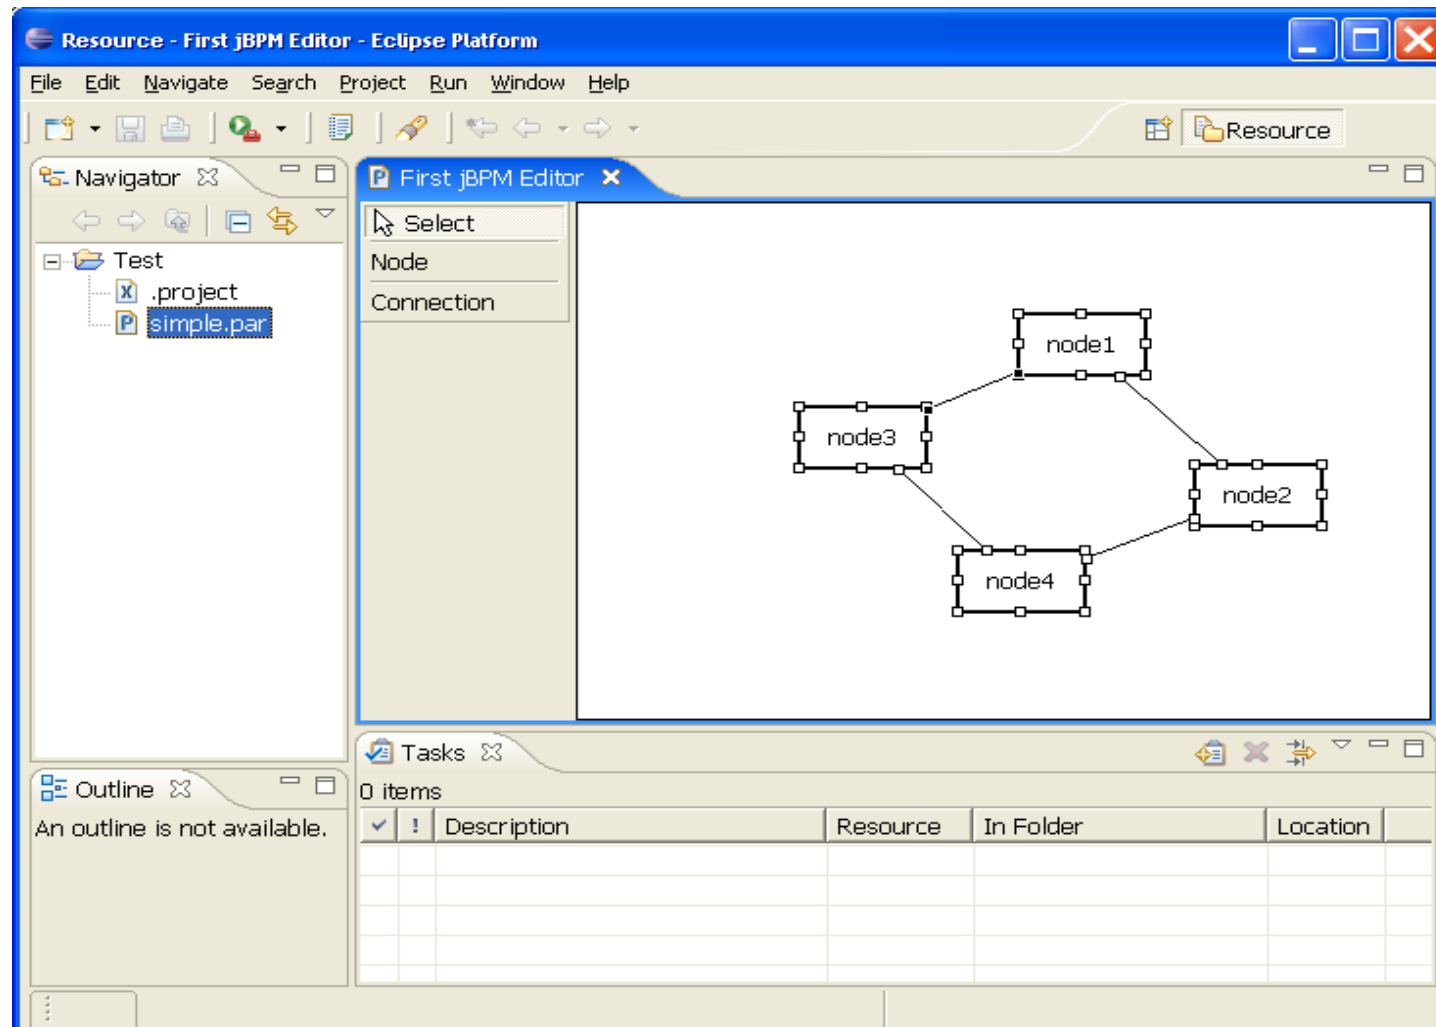 Resource - First jBPM Editor - Eclipse Platform
File Edit Navigate Search Project Run Window Help
Resource
Navigator
First jBPM Editor
Select
Node
Connection
Test
.project
simple.par
node1
node3
node2
node4
Tasks
0 items
Description Resource In Folder Location
Outline
An outline is not available.